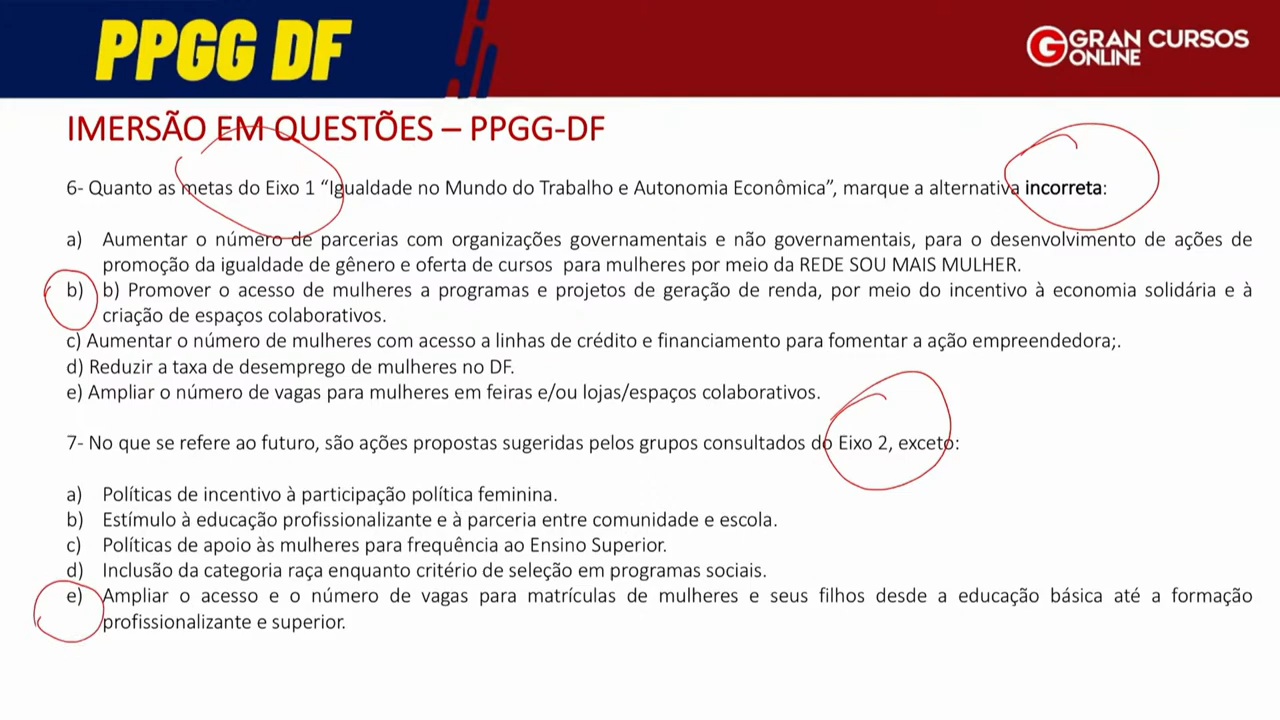 PPGG DF
GRAN CURSOS
ONLINE
IMERSÃO EM QUESTÕES – PPGG-DF
6- Quanto as metas do Eixo 1 “Igualdade no Mundo do Trabalho e Autonomia Econômica”, marque a alternativa incorreta:
a) Aumentar o número de parcerias com organizações governamentais e não governamentais, para o desenvolvimento de ações de
promoção da igualdade de gênero e oferta de cursos para mulheres por meio da REDE SOU MAIS MULHER.
b) b) Promover o acesso de mulheres a programas e projetos de geração de renda, por meio do incentivo à economia solidária e à
criação de espaços colaborativos.
c) Aumentar o número de mulheres com acesso a linhas de crédito e financiamento para fomentar a ação empreendedora;.
d) Reduzir a taxa de desemprego de mulheres no DF.
e) Ampliar o número de vagas para mulheres em feiras e/ou lojas/espaços colaborativos.
7- No que se refere ao futuro, são ações propostas sugeridas pelos grupos consultados do Eixo 2, exceto:
a) Políticas de incentivo à participação política feminina.
b) Estímulo à educação profissionalizante e à parceria entre comunidade e escola.
c) Políticas de apoio às mulheres para frequência ao Ensino Superior.
d) Inclusão da categoria raça enquanto critério de seleção em programas sociais.
e) Ampliar o acesso e o número de vagas para matrículas de mulheres e seus filhos desde a educação básica até a formação
profissionalizante e superior.